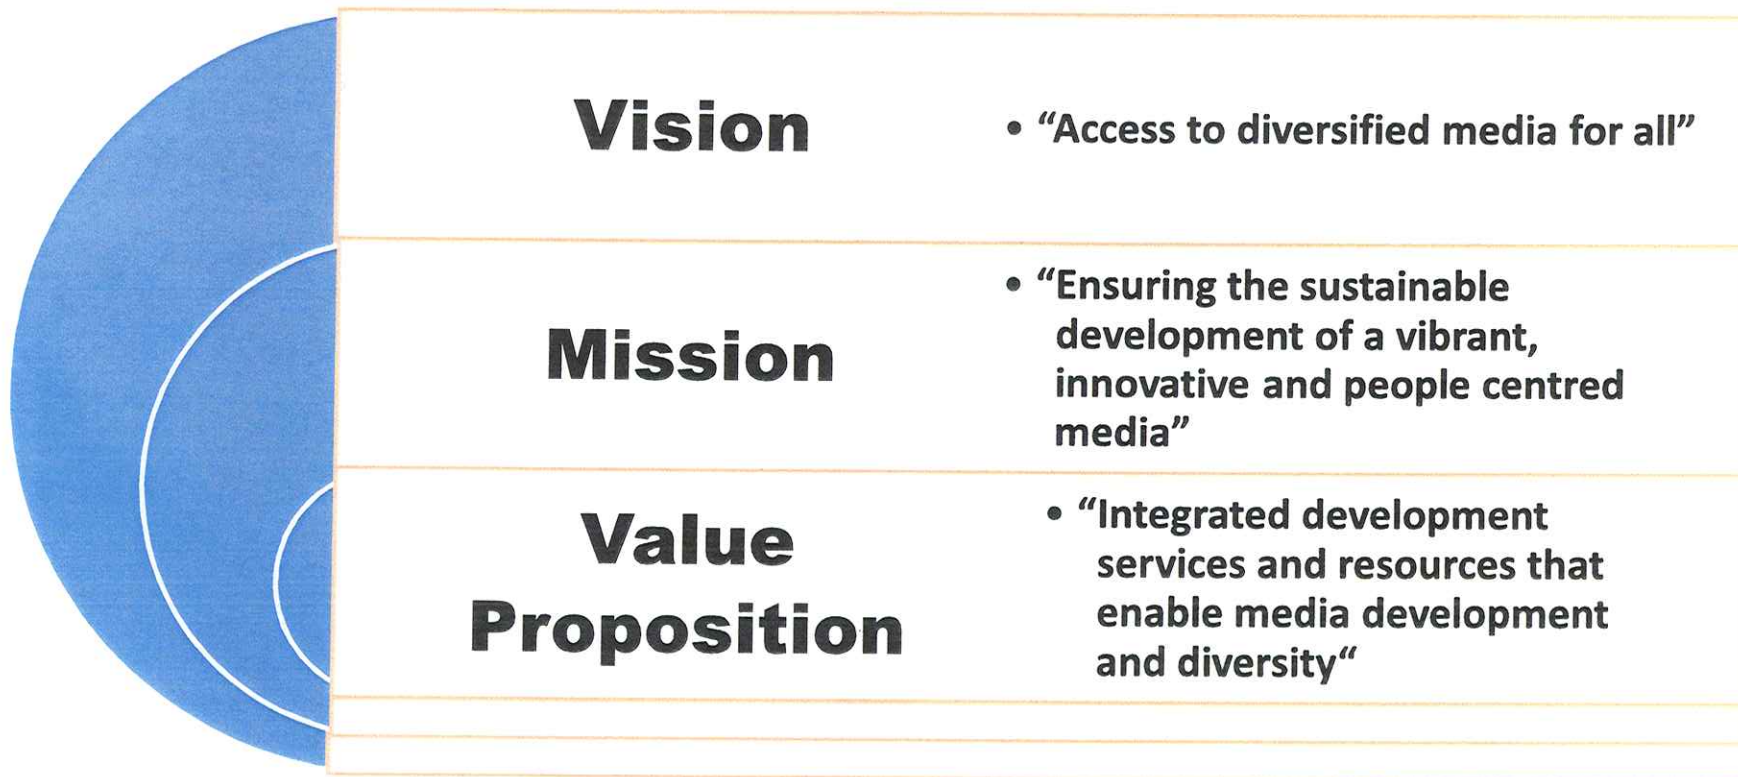 Vision
• “Access to diversified media for all”
Mission
• “Ensuring the sustainable
development of a vibrant,
innovative and people centred
media”
Value
Proposition
• “Integrated development
services and resources that
enable media development
and diversity“